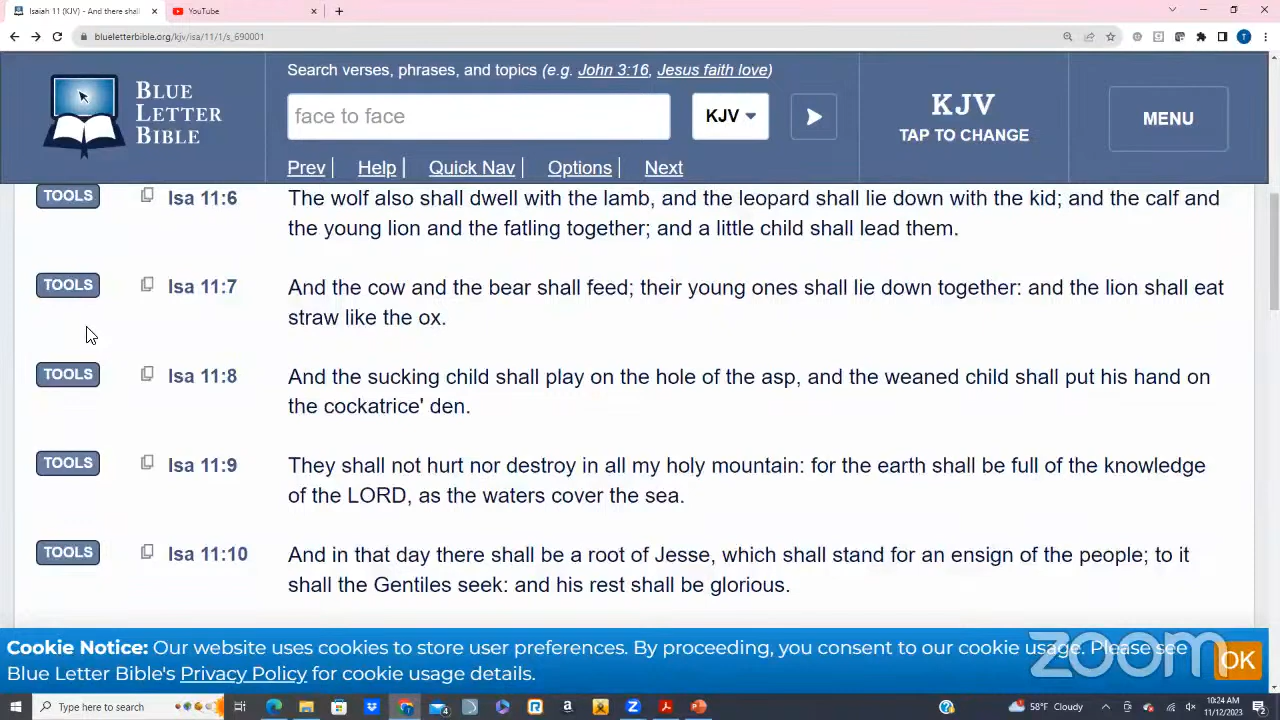 Isaiah 11 (KJV) - And there shall
YouTube
blueletterbible.org/kjv/isa/11/1/s_690001
BLUE
LETTER
BIBLE
Search verses, phrases, and topics (e.g. John 3:16, Jesus faith love)
face to face
KJV
KJV
TAP TO CHANGE
MENU
Prev | Help | Quick Nav | Options | Next
TOOLS Isa 11:6 The wolf also shall dwell with the lamb, and the leopard shall lie down with the kid; and the calf and
the young lion and the fatling together; and a little child shall lead them.
TOOLS Isa 11:7 And the cow and the bear shall feed; their young ones shall lie down together: and the lion shall eat
straw like the ox.
TOOLS Isa 11:8 And the sucking child shall play on the hole of the asp, and the weaned child shall put his hand on
the cockatrice' den.
TOOLS Isa 11:9 They shall not hurt nor destroy in all my holy mountain: for the earth shall be full of the knowledge
of the LORD, as the waters cover the sea.
TOOLS Isa 11:10 And in that day there shall be a root of Jesse, which shall stand for an ensign of the people; to it
shall the Gentiles seek: and his rest shall be glorious.
Cookie Notice: Our website uses cookies to store user preferences. By proceeding, you consent to our cookie usage. Please see
Blue Letter Bible's Privacy Policy for cookie usage details.
OK
zoom
Type here to search
58°F Cloudy
10:24 AM
11/12/2023